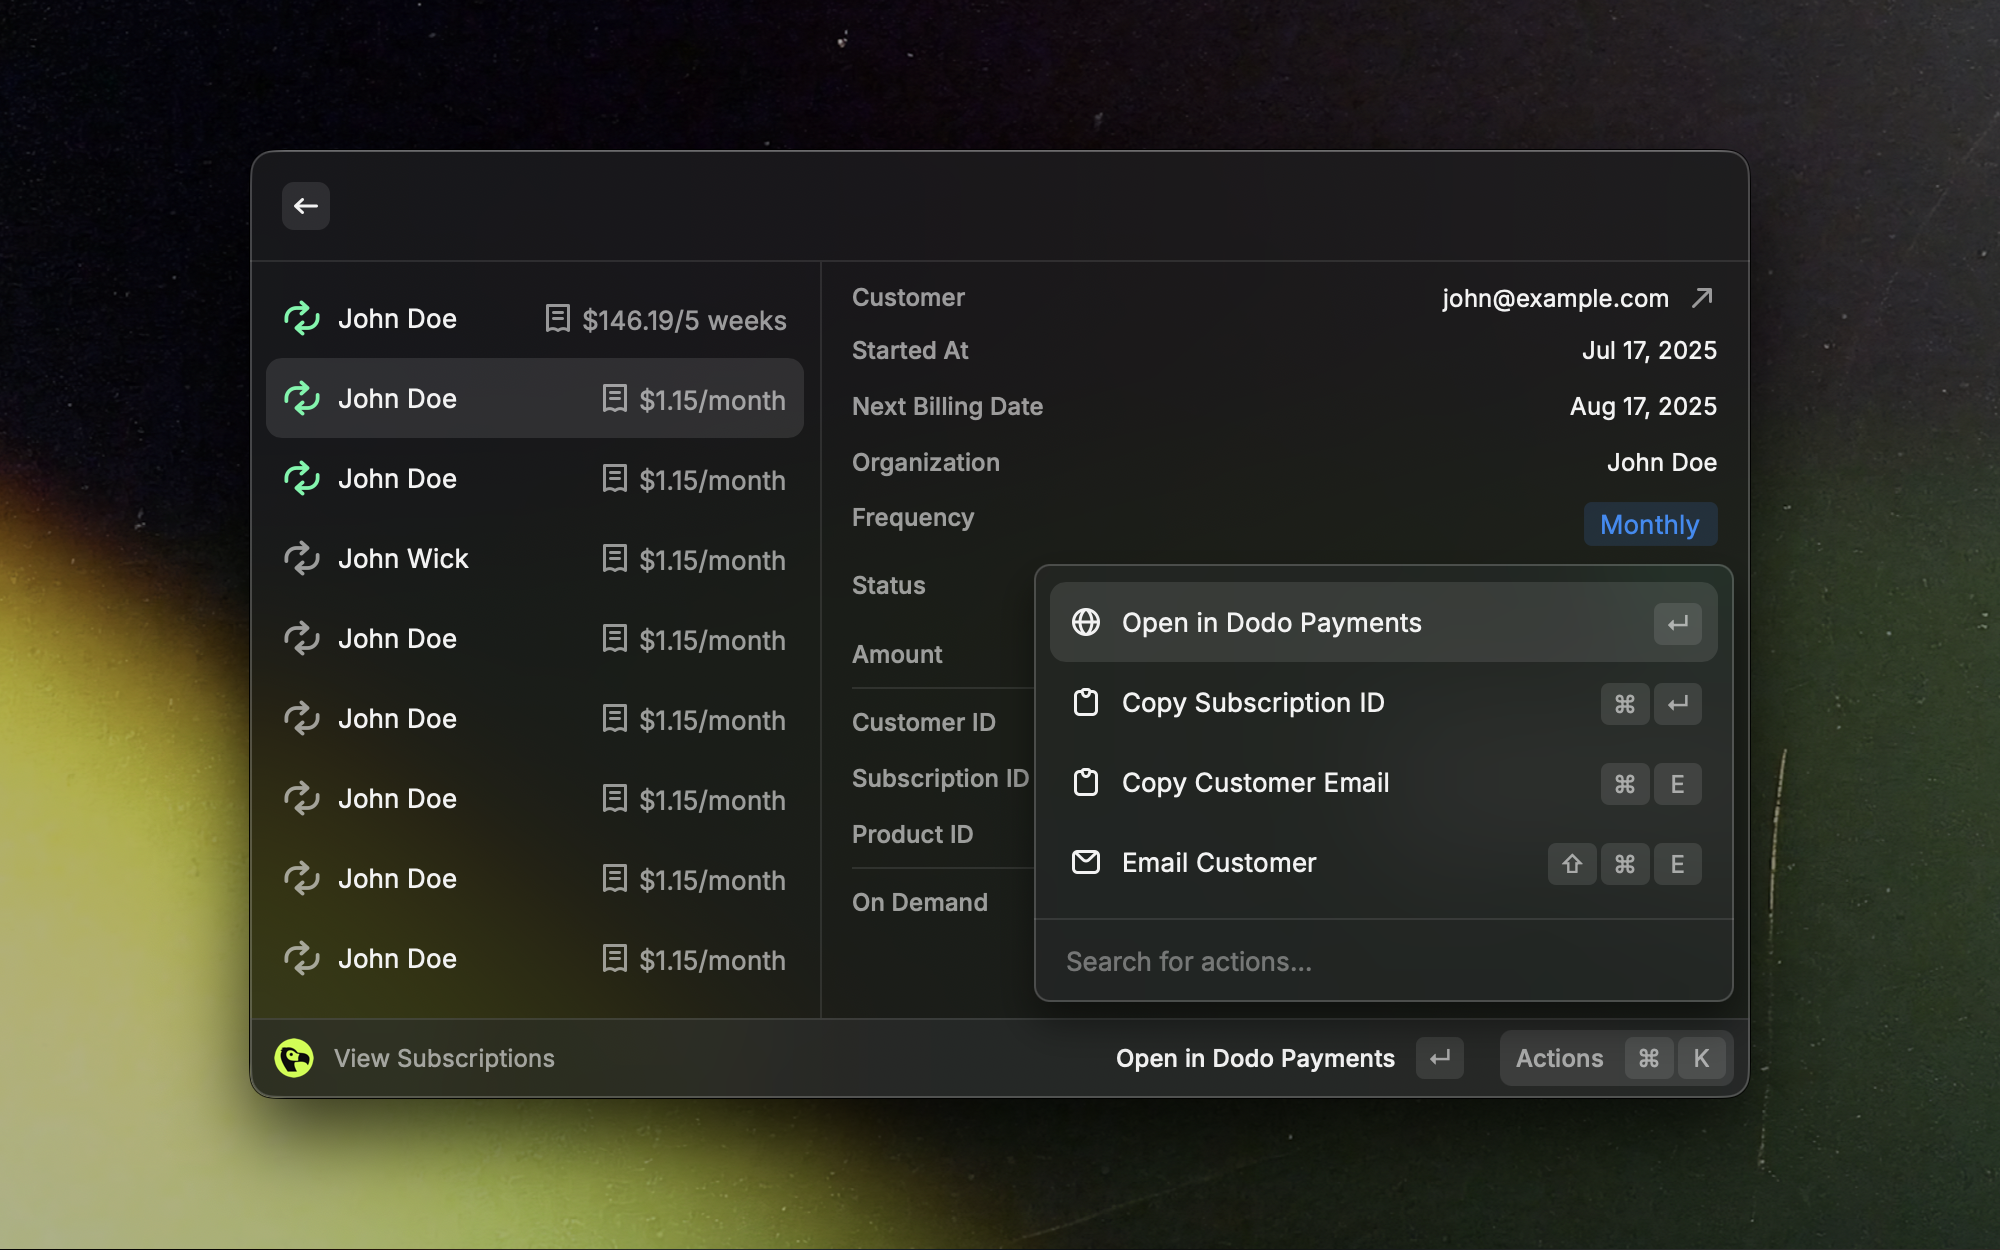 John Doe $146.19/5 weeks
John Doe $1.15/month
John Doe $1.15/month
John Wick $1.15/month
John Doe $1.15/month
John Doe $1.15/month
John Doe $1.15/month
John Doe $1.15/month
John Doe $1.15/month
Customer john@example.com
Started At Jul 17, 2025
Next Billing Date Aug 17, 2025
Organization John Doe
Frequency Monthly
Status
Amount
Customer ID
Subscription ID
Product ID
On Demand
Open in Dodo Payments ↵
Copy Subscription ID ⌘ ↵
Copy Customer Email ⌘ E
Email Customer ⇧ ⌘ E
Search for actions...
View Subscriptions Open in Dodo Payments ↵ Actions ⌘ K